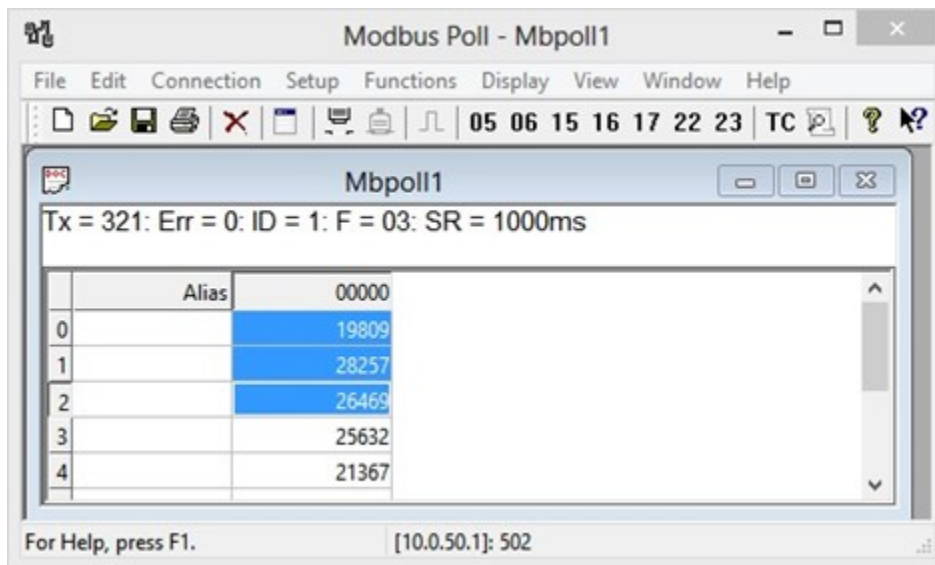 Modbus Poll - Mbpoll1
File Edit Connection Setup Functions Display View Window Help
05 06 15 16 17 22 23 TC
Mbpoll1
Tx = 321: Err = 0: ID = 1: F = 03: SR = 1000ms
Alias 00000
0 19809
1 28257
2 26469
3 25632
4 21367
For Help, press F1. [10.0.50.1]: 502